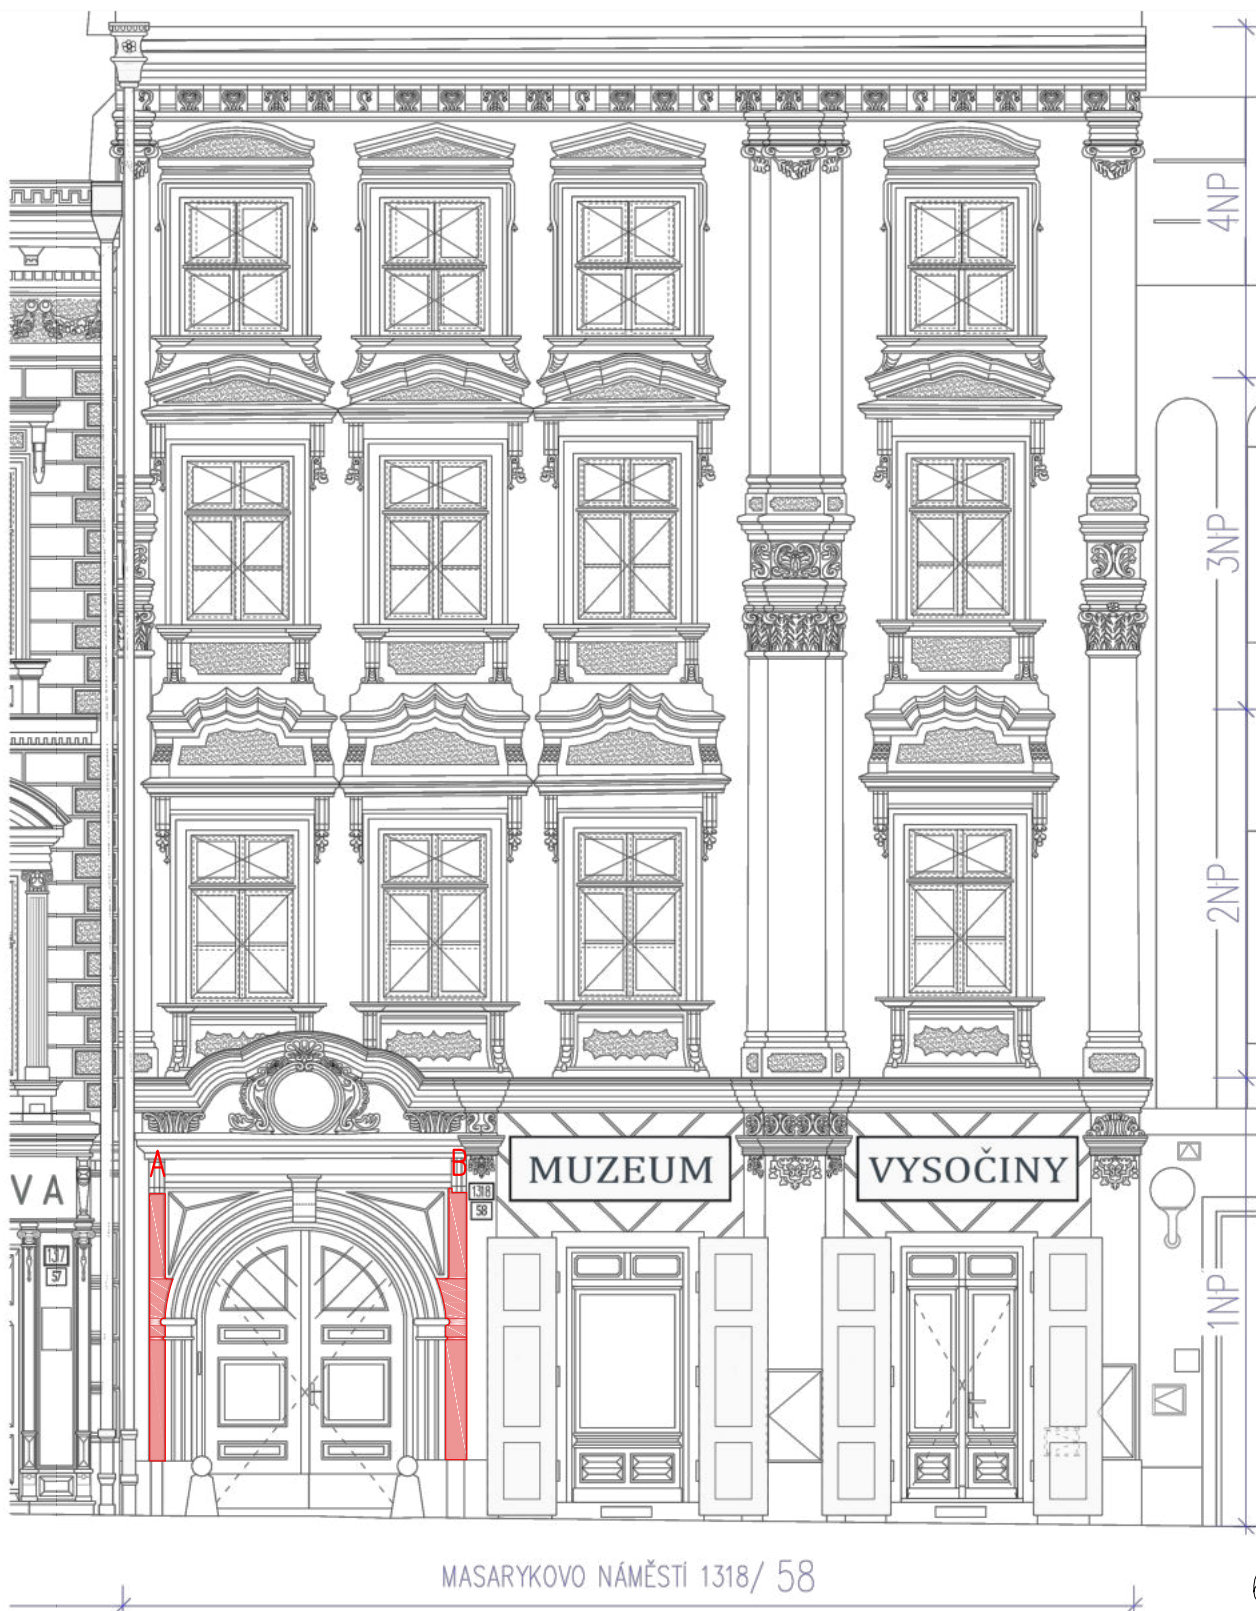 4NP
3NP
2NP
A
B
MUZEUM
VYSOČINY
VA
1318
58
137
57
1NP
MASARYKOVO NÁMĚSTÍ 1318/ 58